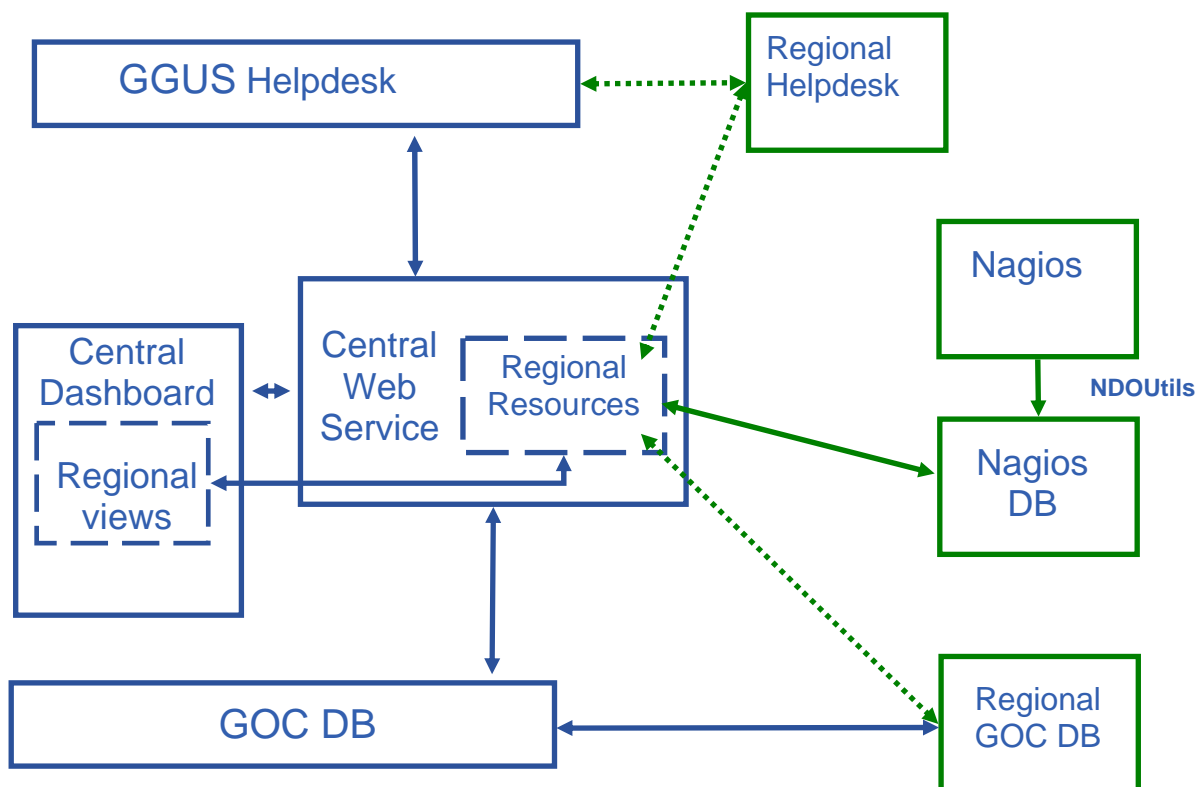 GGUS Helpdesk
Regional
Helpdesk
Nagios
Central
Dashboard
Regional
views
Central
Web
Service
Regional
Resources
NDOUtils
Nagios
DB
GOC DB
Regional
GOC DB